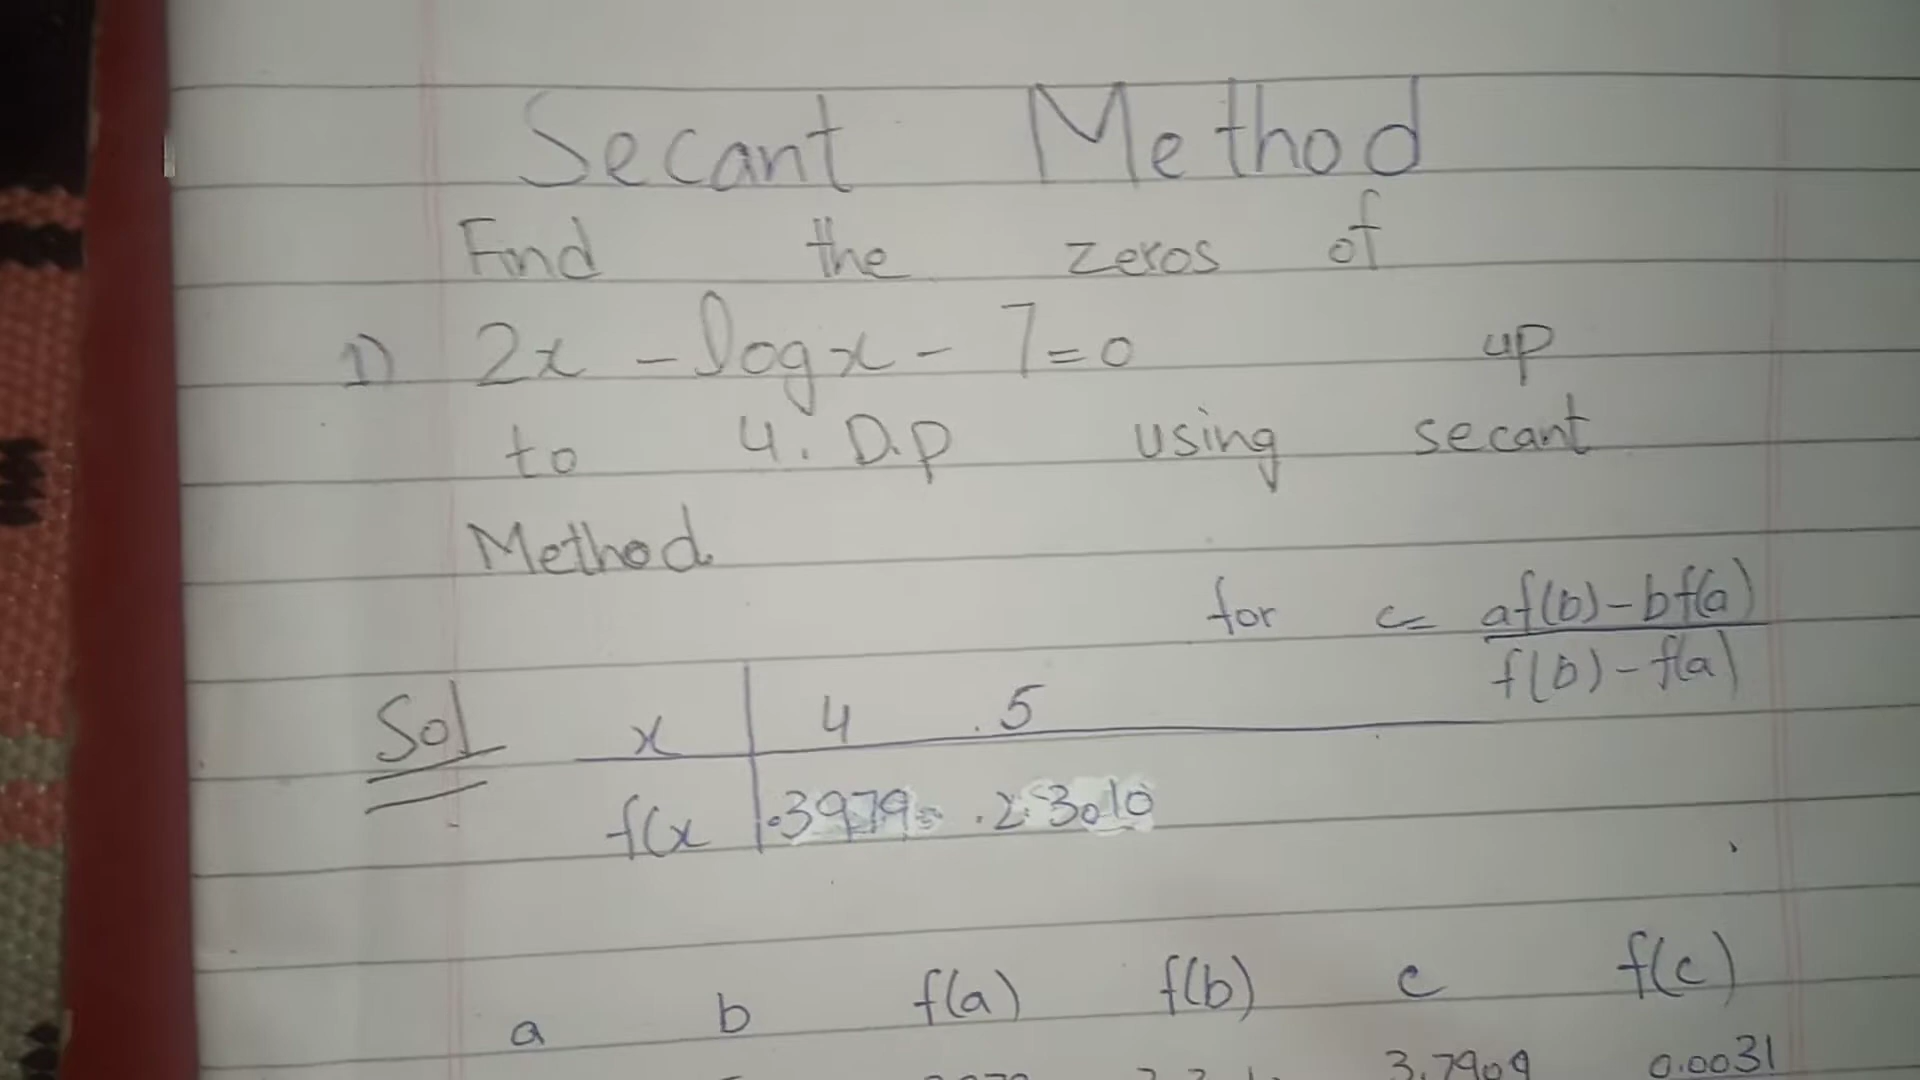 Secant Method
Find the zeros of
1) 2x - log x - 7 = 0 up
to 4. D.p using secant
Method
for c = af(b) - bf(a)
f(b) - f(a)
Sol x 4 .5
f(x .3979 .2.3010
a b f(a) f(b) c f(c)
3.7909 0.0031